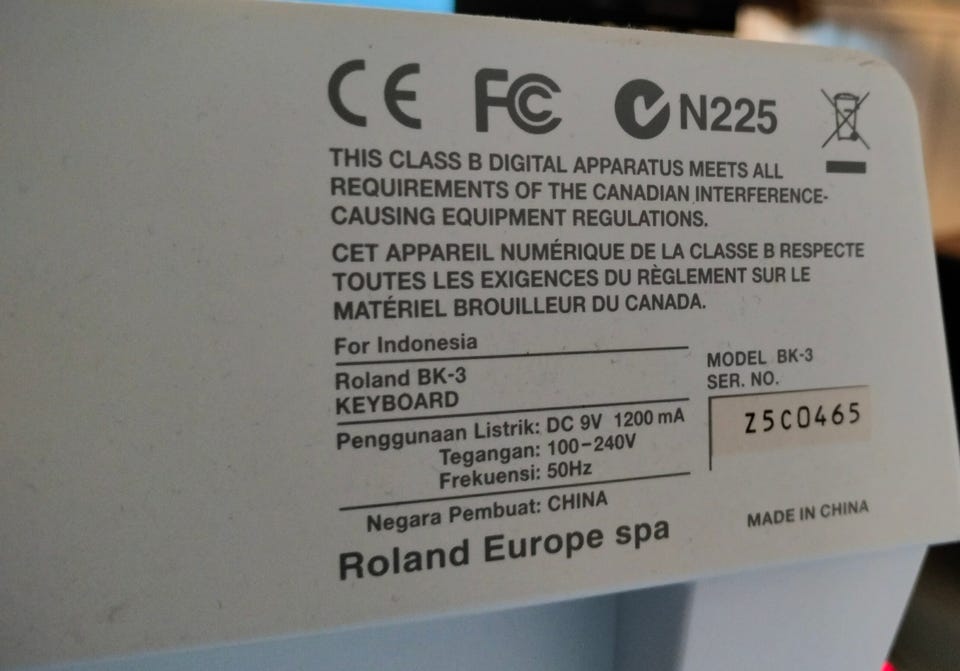 CE FC N225
THIS CLASS B DIGITAL APPARATUS MEETS ALL
REQUIREMENTS OF THE CANADIAN INTERFERENCE-
CAUSING EQUIPMENT REGULATIONS.
CET APPAREIL NUMÉRIQUE DE LA CLASSE B RESPECTE
TOUTES LES EXIGENCES DU RÈGLEMENT SUR LE
MATÉRIEL BROUILLEUR DU CANADA.
For Indonesia
Roland BK-3
KEYBOARD
Penggunaan Listrik: DC 9V 1200 mA
Tegangan: 100-240V
Frekuensi: 50Hz
Negara Pembuat: CHINA
Roland Europe spa
MODEL BK-3
SER. NO.
Z5C0465
MADE IN CHINA